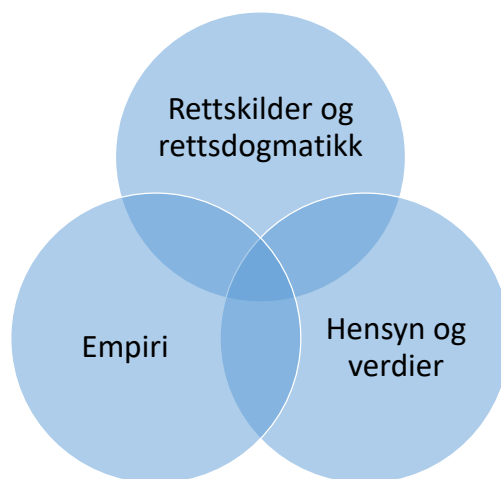 Rettskilder og
rettsdogmatikk
Empiri
Hensyn og
verdier